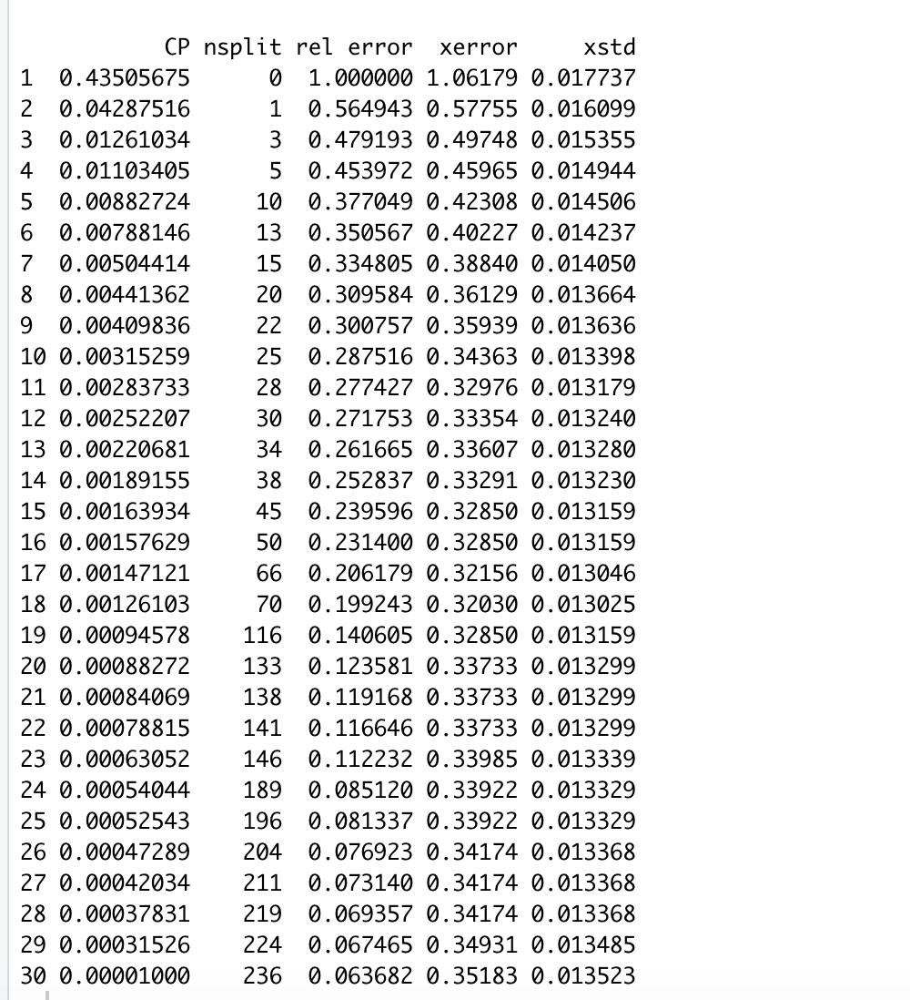 CP nsplit rel error xerror xstd
1 0.43505675 0 1.000000 1.06179 0.017737
2 0.04287516 1 0.564943 0.57755 0.016099
3 0.01261034 3 0.479193 0.49748 0.015355
4 0.01103405 5 0.453972 0.45965 0.014944
5 0.00882724 10 0.377049 0.42308 0.014506
6 0.00788146 13 0.350567 0.40227 0.014237
7 0.00504414 15 0.334805 0.38840 0.014050
8 0.00441362 20 0.309584 0.36129 0.013664
9 0.00409836 22 0.300757 0.35939 0.013636
10 0.00315259 25 0.287516 0.34363 0.013398
11 0.00283733 28 0.277427 0.32976 0.013179
12 0.00252207 30 0.271753 0.33354 0.013240
13 0.00220681 34 0.261665 0.33607 0.013280
14 0.00189155 38 0.252837 0.33291 0.013230
15 0.00163934 45 0.239596 0.32850 0.013159
16 0.00157629 50 0.231400 0.32850 0.013159
17 0.00147121 66 0.206179 0.32156 0.013046
18 0.00126103 70 0.199243 0.32030 0.013025
19 0.00094578 116 0.140605 0.32850 0.013159
20 0.00088272 133 0.123581 0.33733 0.013299
21 0.00084069 138 0.119168 0.33733 0.013299
22 0.00078815 141 0.116646 0.33733 0.013299
23 0.00063052 146 0.112232 0.33985 0.013339
24 0.00054044 189 0.085120 0.33922 0.013329
25 0.00052543 196 0.081337 0.33922 0.013329
26 0.00047289 204 0.076923 0.34174 0.013368
27 0.00042034 211 0.073140 0.34174 0.013368
28 0.00037831 219 0.069357 0.34174 0.013368
29 0.00031526 224 0.067465 0.34931 0.013485
30 0.00001000 236 0.063682 0.35183 0.013523